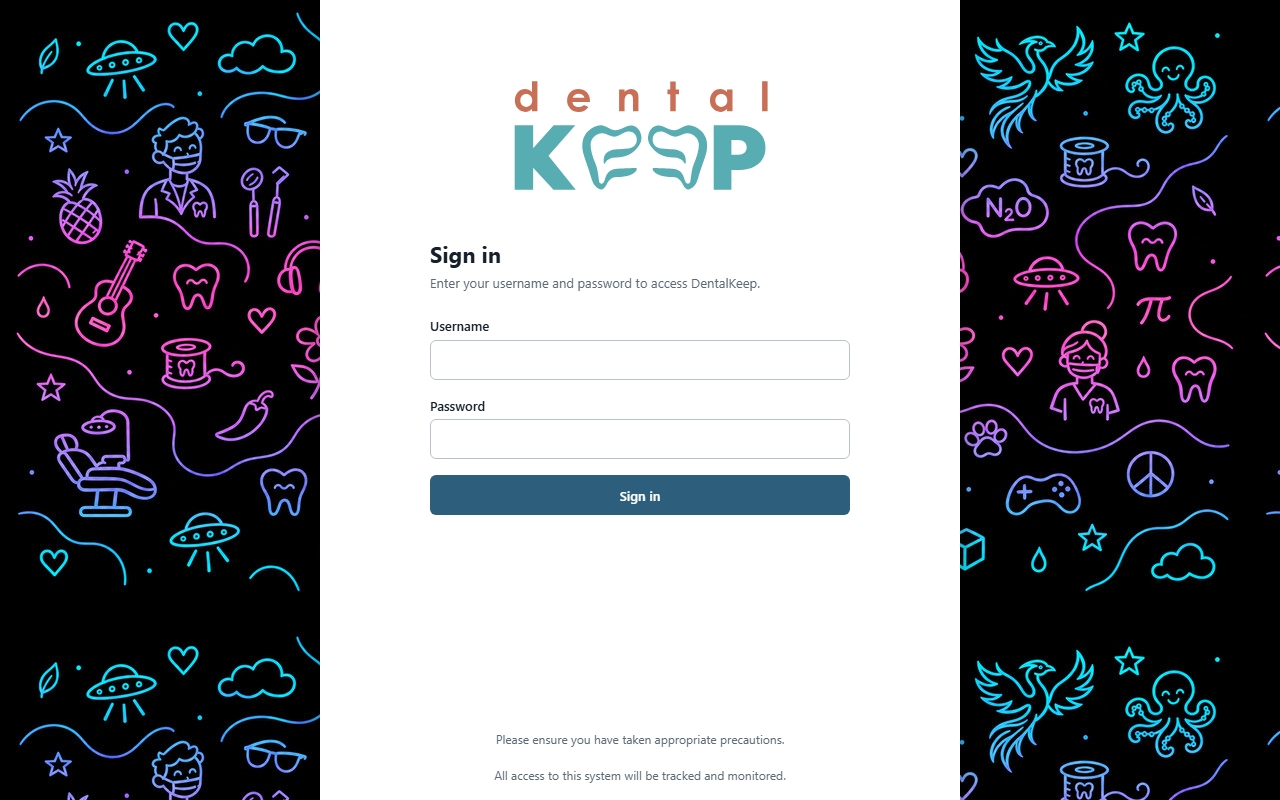 dental
KEEP
Sign in
Enter your username and password to access DentalKeep.
Username
Password
Sign in
Please ensure you have taken appropriate precautions.
All access to this system will be tracked and monitored.
N₂O
π